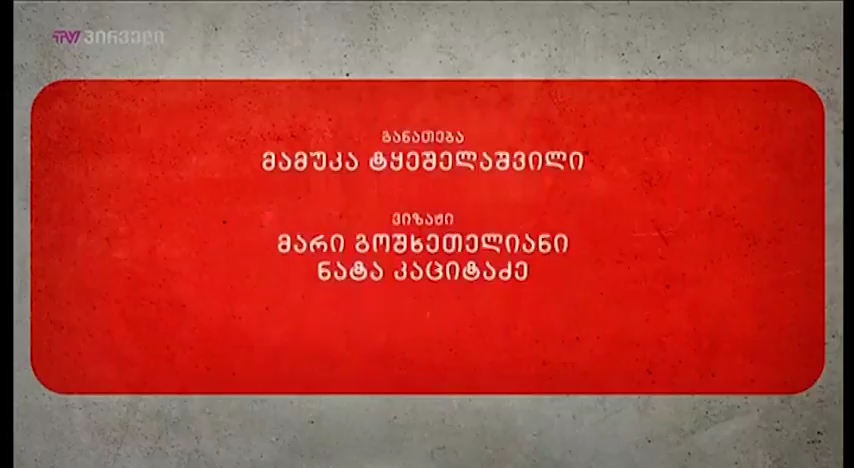 TV პირველი
განათება
მამუკა ტყეშელაშვილი
ვიზაჟი
მარი გოშხეთელიანი
ნატა კაციტაძე